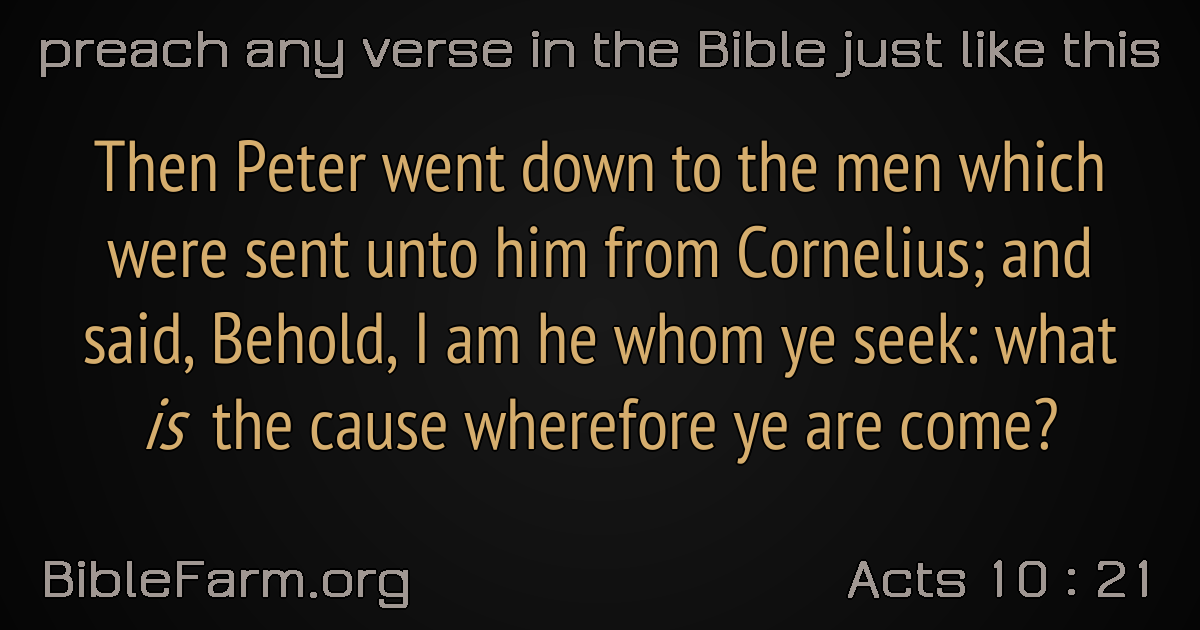 preach any verse in the Bible just like this
Then Peter went down to the men which
were sent unto him from Cornelius; and
said, Behold, I am he whom ye seek: what
is the cause wherefore ye are come?
BibleFarm.org
Acts 10 : 21